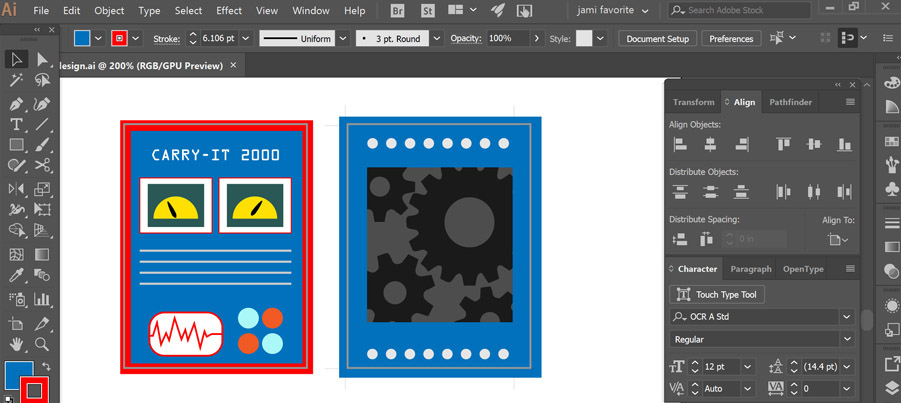 Ai File Edit Object Type Select Effect View Window Help Br St jami favorite Search Adobe Stock
Stroke: 6.106 pt Uniform 3 pt. Round Opacity: 100% Style: Document Setup Preferences
design.ai @ 200% (RGB/GPU Preview) ×
Transform Align Pathfinder
Align Objects:
CARRY-IT 2000
Distribute Objects:
Distribute Spacing: Align To:
0 in
Character Paragraph OpenType
Touch Type Tool
OCR A Std
Regular
12 pt (14.4 pt)
Auto 0